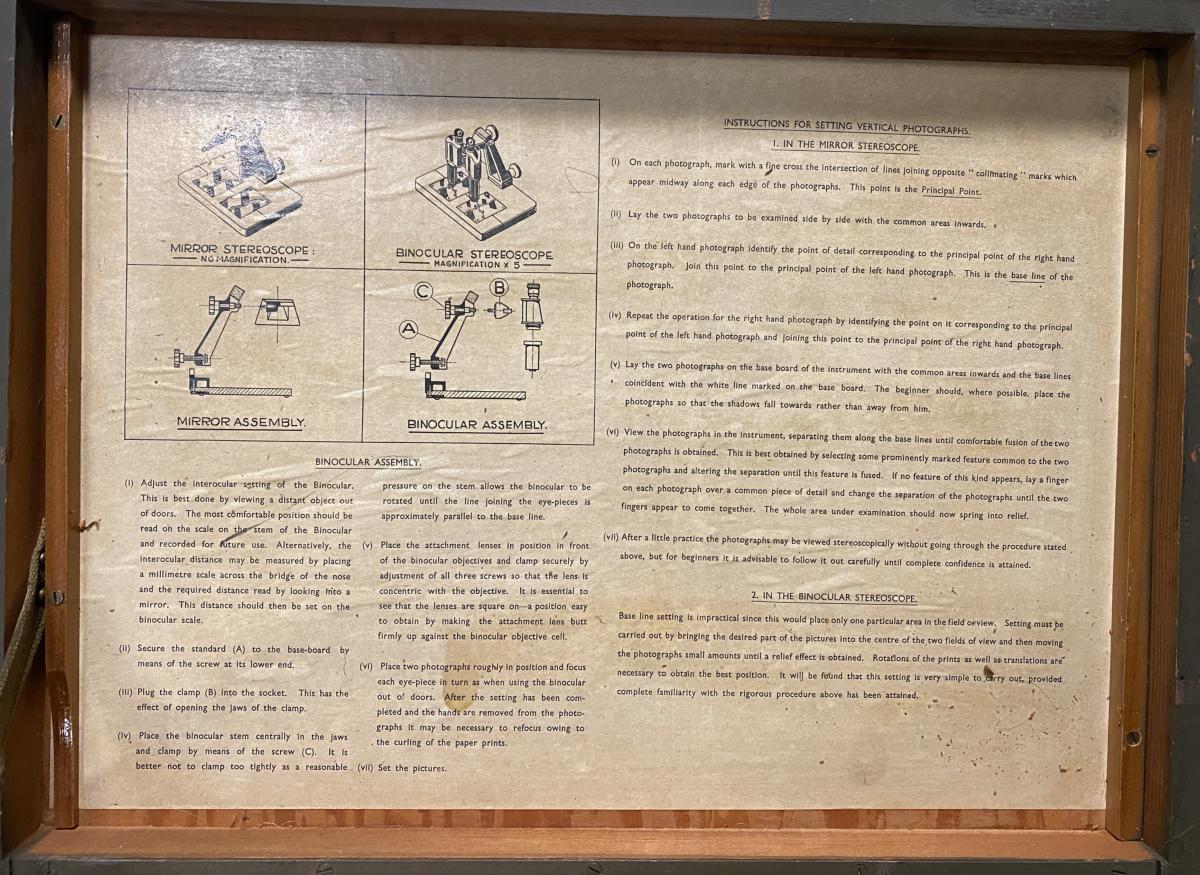 MIRROR STEREOSCOPE:
NO MAGNIFICATION.
BINOCULAR STEREOSCOPE
MAGNIFICATION X 5
MIRROR ASSEMBLY.
C
B
A
BINOCULAR ASSEMBLY.
BINOCULAR ASSEMBLY.
(i) Adjust the interocular setting of the Binocular.
This is best done by viewing a distant object out
of doors. The most comfortable position should be
read on the scale on the stem of the Binocular
and recorded for future use. Alternatively, the
interocular distance may be measured by placing
a millimetre scale across the bridge of the nose
and the required distance read by looking into a
mirror. This distance should then be set on the
binocular scale.
(ii) Secure the standard (A) to the base-board by
means of the screw at its lower end.
(iii) Plug the clamp (B) into the socket. This has the
effect of opening the jaws of the clamp.
(iv) Place the binocular stem centrally in the jaws
and clamp by means of the screw (C). It is
better not to clamp too tightly as a reasonable
pressure on the stem allows the binocular to be
rotated until the line joining the eye-pieces is
approximately parallel to the base line.
(v) Place the attachment lenses in position in front
of the binocular objectives and clamp securely by
adjustment of all three screws so that the lens is
concentric with the objective. It is essential to
see that the lenses are square on—a position easy
to obtain by making the attachment lens butt
firmly up against the binocular objective cell.
(vi) Place two photographs roughly in position and focus
each eye-piece in turn as when using the binocular
out of doors. After the setting has been com-
pleted and the hands are removed from the photo-
graphs it may be necessary to refocus owing to
the curling of the paper prints.
(vii) Set the pictures.
INSTRUCTIONS FOR SETTING VERTICAL PHOTOGRAPHS.
1. IN THE MIRROR STEREOSCOPE.
(i) On each photograph, mark with a fine cross the intersection of lines joining opposite "collimating" marks which
appear midway along each edge of the photographs. This point is the Principal Point.
(ii) Lay the two photographs to be examined side by side with the common areas inwards.
(iii) On the left hand photograph identify the point of detail corresponding to the principal point of the right hand
photograph. Join this point to the principal point of the left hand photograph. This is the base line of the
photograph.
(iv) Repeat the operation for the right hand photograph by identifying the point on it corresponding to the principal
point of the left hand photograph and joining this point to the principal point of the right hand photograph.
(v) Lay the two photographs on the base board of the instrument with the common areas inwards and the base lines
coincident with the white line marked on the base board. The beginner should, where possible, place the
photographs so that the shadows fall towards rather than away from him.
(vi) View the photographs in the instrument, separating them along the base lines until comfortable fusion of the two
photographs is obtained. This is best obtained by selecting some prominently marked feature common to the two
photographs and altering the separation until this feature is fused. If no feature of this kind appears, lay a finger
on each photograph over a common piece of detail and change the separation of the photographs until the two
fingers appear to come together. The whole area under examination should now spring into relief.
(vii) After a little practice the photographs may be viewed stereoscopically without going through the procedure stated
above, but for beginners it is advisable to follow it out carefully until complete confidence is attained.
2. IN THE BINOCULAR STEREOSCOPE.
Base line setting is impractical since this would place only one particular area in the field of view. Setting must be
carried out by bringing the desired part of the pictures into the centre of the two fields of view and then moving
the photographs small amounts until a relief effect is obtained. Rotations of the prints as well as translations are
necessary to obtain the best position. It will be found that this setting is very simple to carry out, provided
complete familiarity with the rigorous procedure above has been attained.